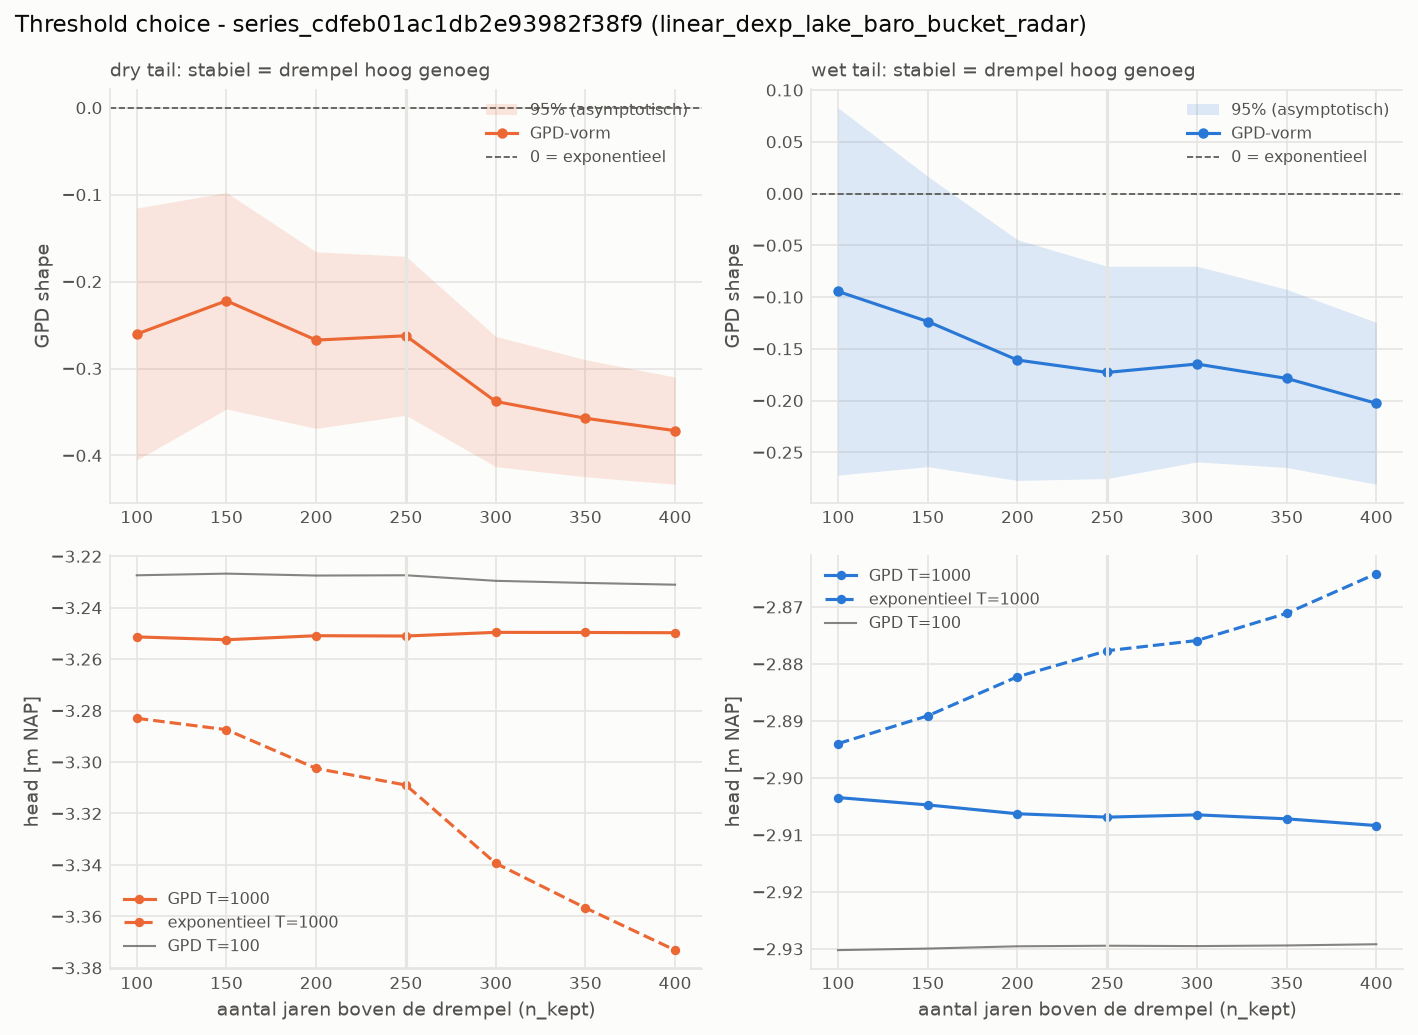 Threshold choice - series_cdfeb01ac1db2e93982f38f9 (linear_dexp_lake_baro_bucket_radar)
dry tail: stabiel = drempel hoog genoeg
0.0
−0.1
−0.2
−0.3
−0.4
GPD shape
95% (asymptotisch)
GPD-vorm
0 = exponentieel
100 150 200 250 300 350 400
wet tail: stabiel = drempel hoog genoeg
0.10
0.05
0.00
−0.05
−0.10
−0.15
−0.20
−0.25
GPD shape
95% (asymptotisch)
GPD-vorm
0 = exponentieel
100 150 200 250 300 350 400
−3.22
−3.24
−3.26
−3.28
−3.30
−3.32
−3.34
−3.36
−3.38
head [m NAP]
GPD T=1000
exponentieel T=1000
GPD T=100
100 150 200 250 300 350 400
aantal jaren boven de drempel (n_kept)
−2.87
−2.88
−2.89
−2.90
−2.91
−2.92
−2.93
head [m NAP]
GPD T=1000
exponentieel T=1000
GPD T=100
100 150 200 250 300 350 400
aantal jaren boven de drempel (n_kept)